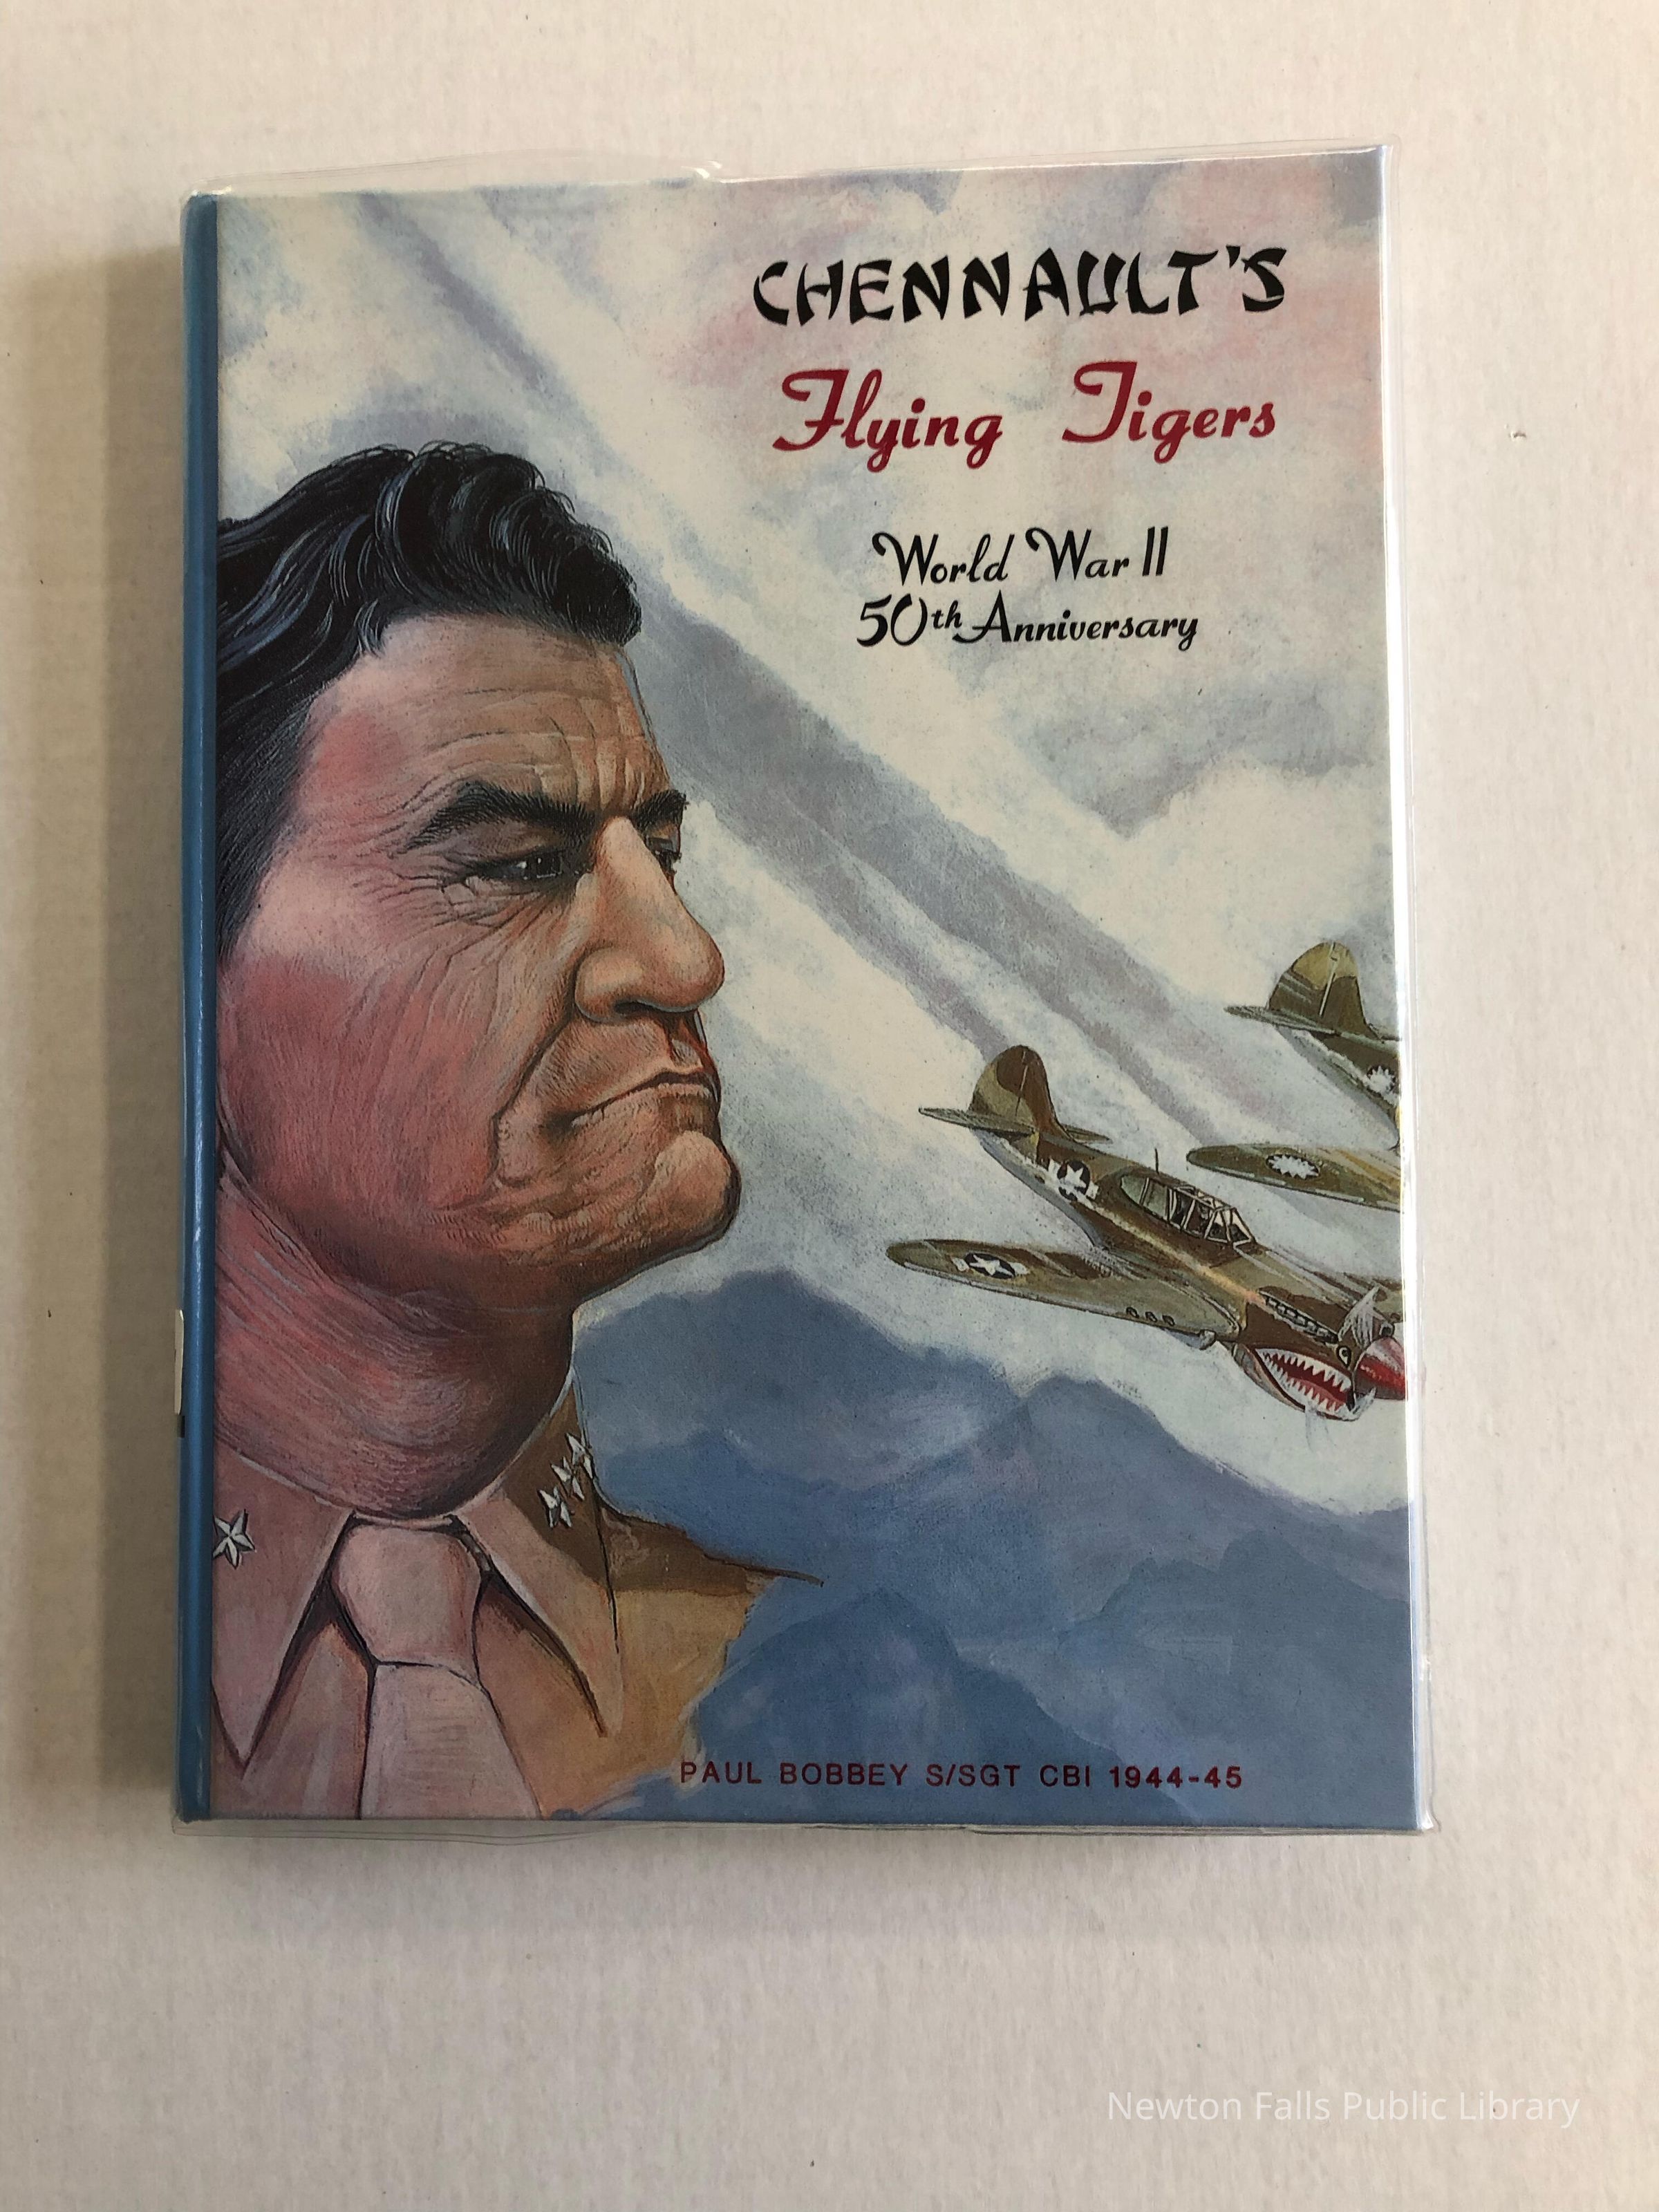 CHENNAULT'S
Flying Tigers
World War II
50th Anniversary
PAUL BOBBEY S/SGT CBI 1944-45
Newton Falls Public Library